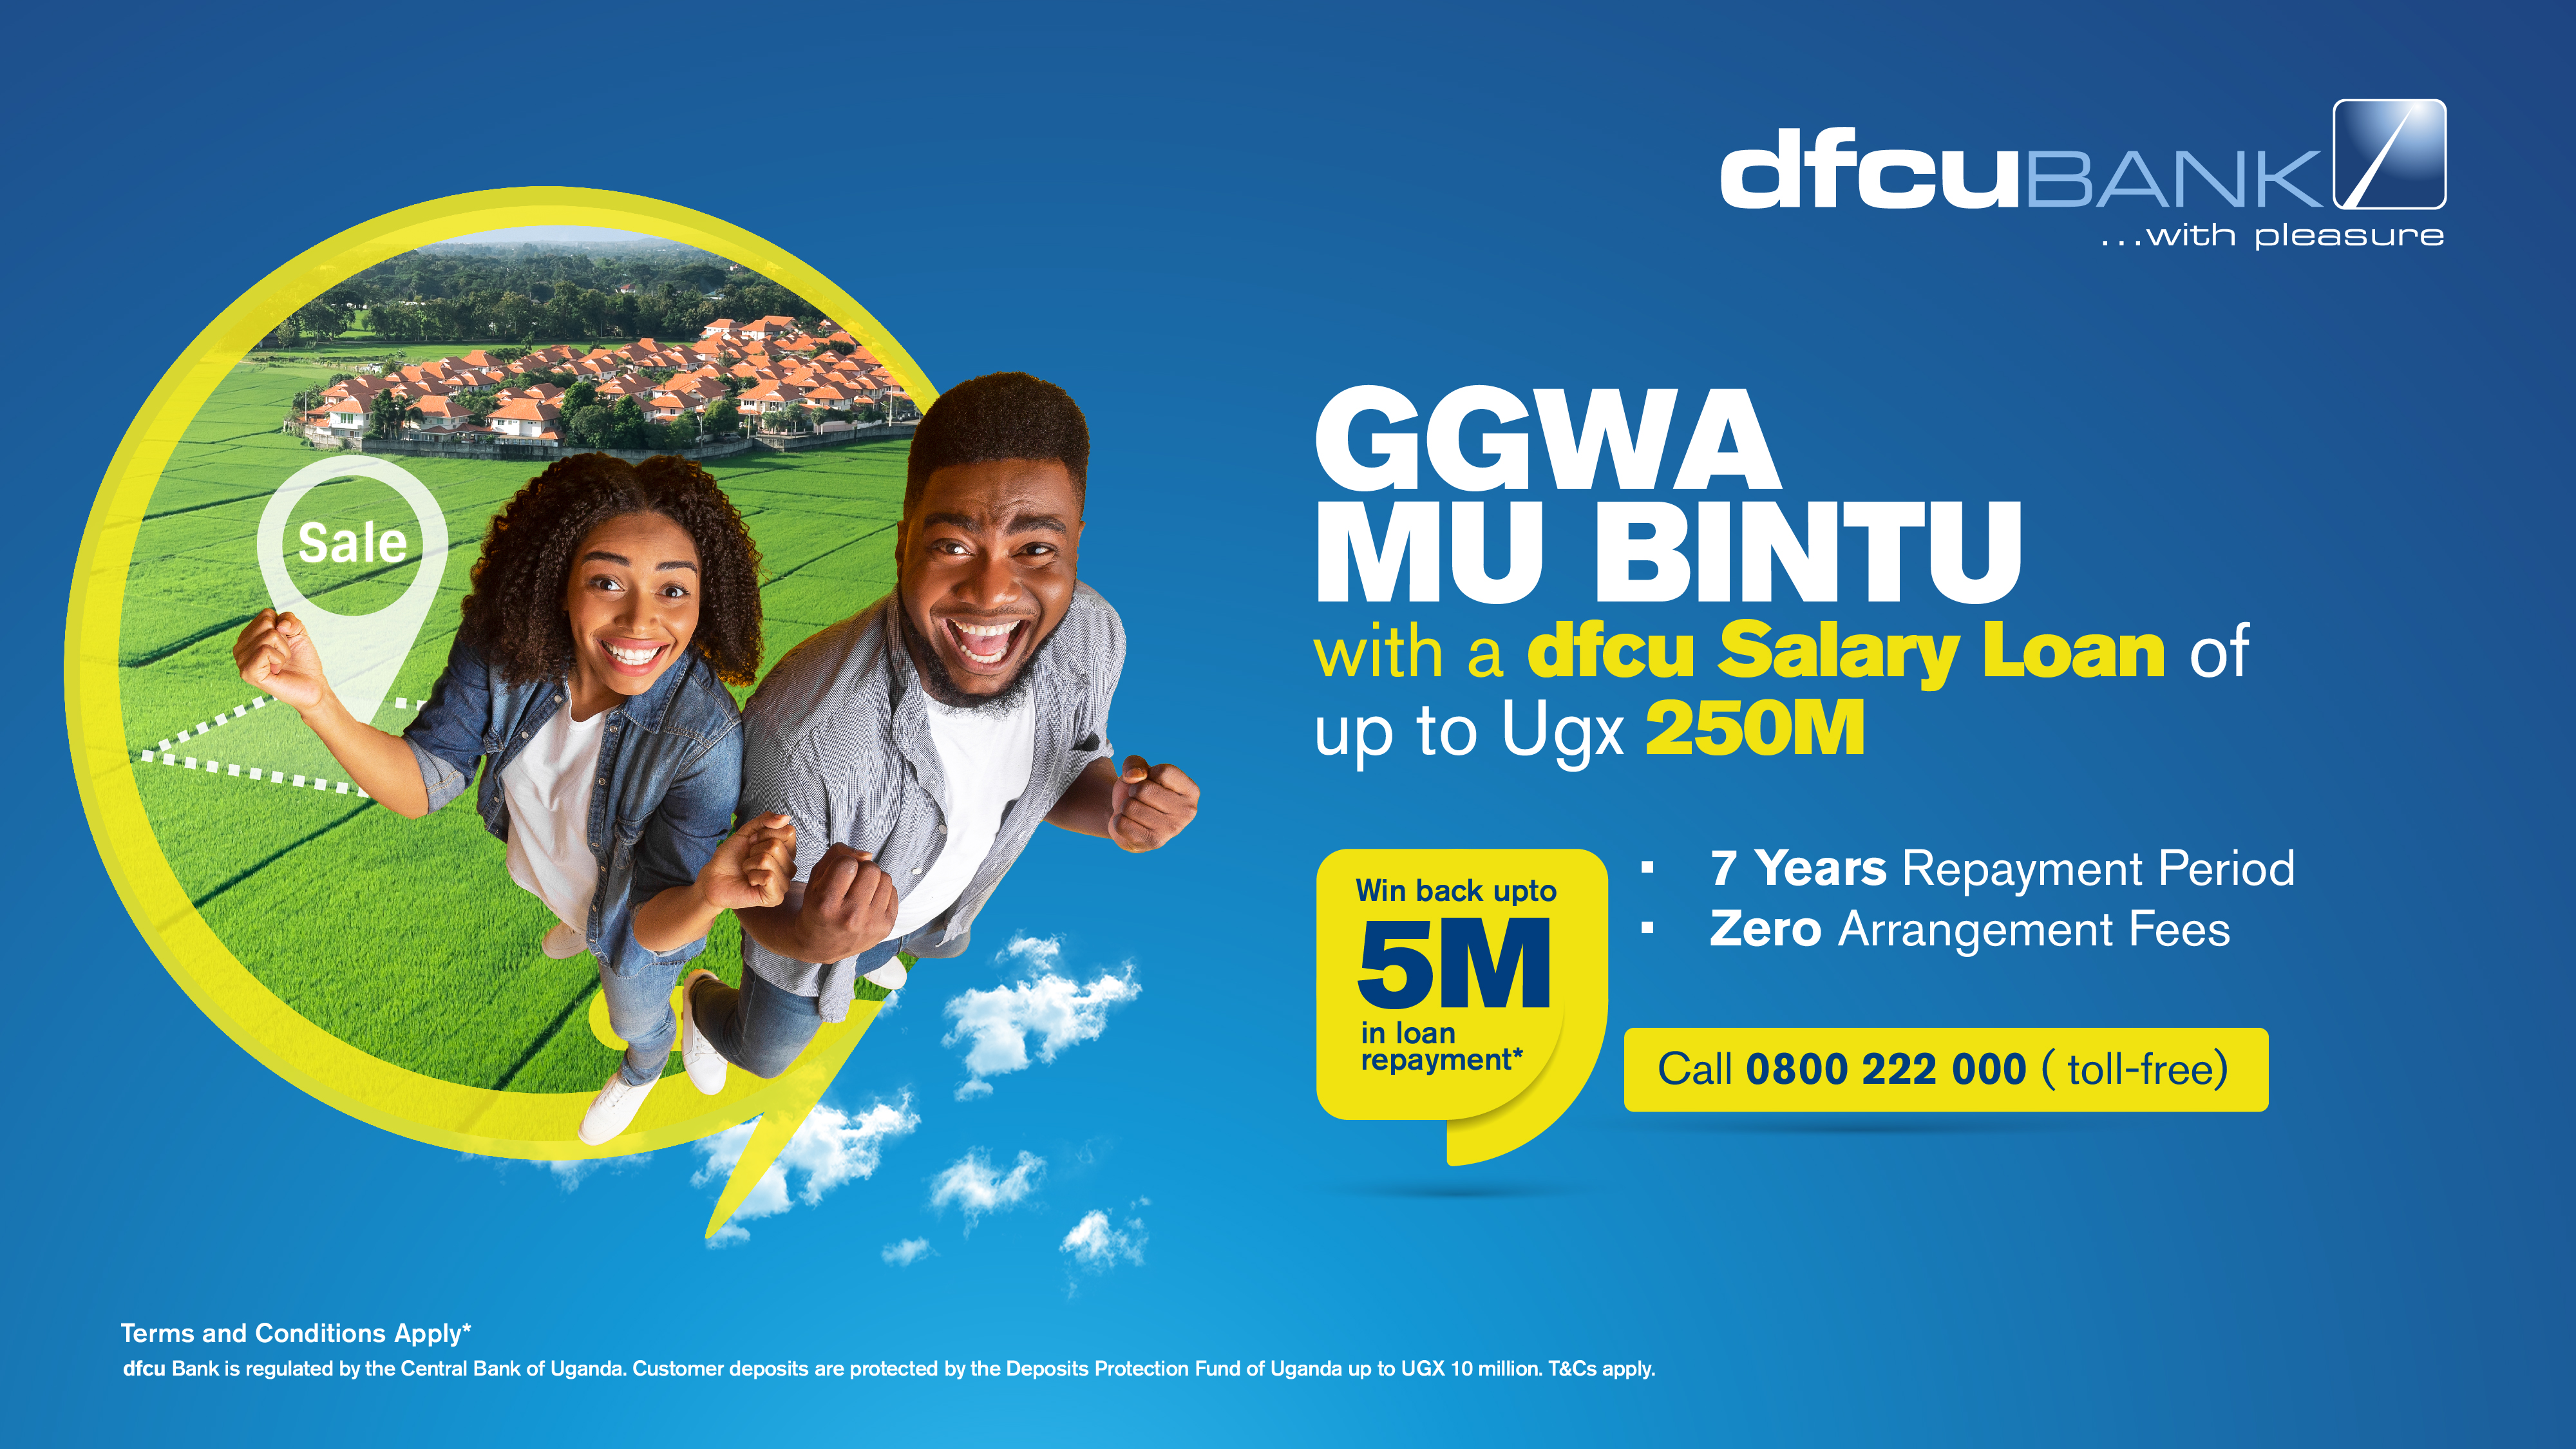 dfcuBANK
...with pleasure
Sale
GGWA
MU BINTU
with a dfcu Salary Loan of
up to Ugx 250M
Win back upto
5M
in loan
repayment*
▪ 7 Years Repayment Period
▪ Zero Arrangement Fees
Call 0800 222 000 ( toll-free)
Terms and Conditions Apply*
dfcu Bank is regulated by the Central Bank of Uganda. Customer deposits are protected by the Deposits Protection Fund of Uganda up to UGX 10 million. T&Cs apply.